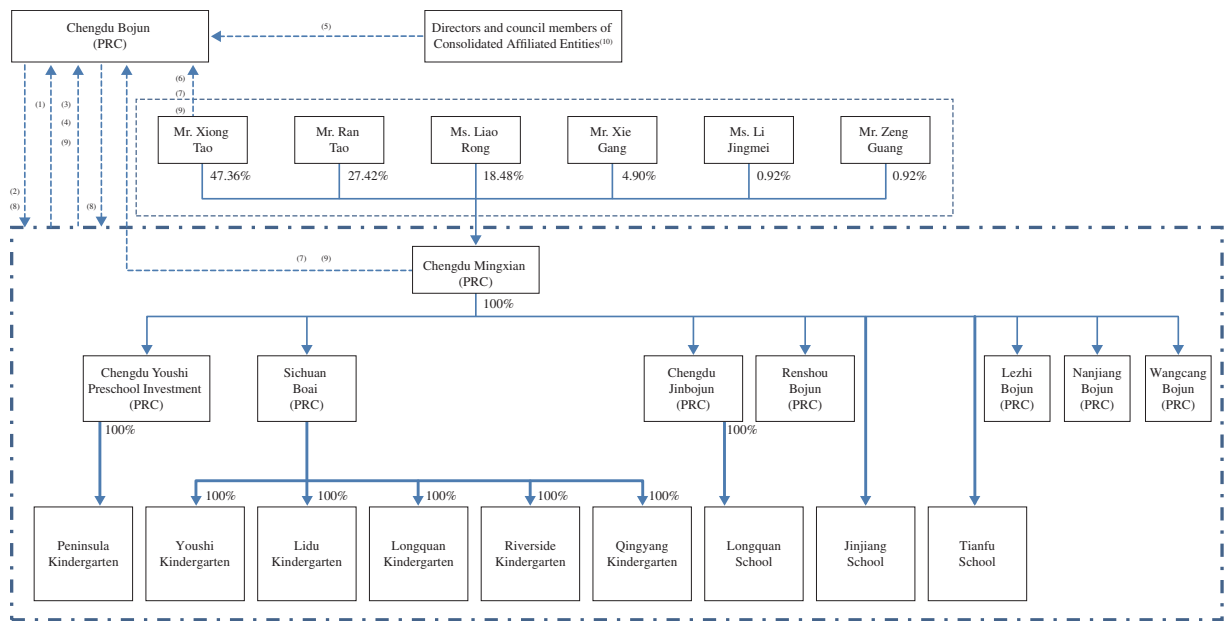 Chengdu Bojun
(PRC)
(5)
Directors and council members of
Consolidated Affiliated Entities(10)
(1)
(3)
(4)
(9)
(6)
(7)
(9)
(2)
(8)
(8)
Mr. Xiong
Tao
Mr. Ran
Tao
Ms. Liao
Rong
Mr. Xie
Gang
Ms. Li
Jingmei
Mr. Zeng
Guang
47.36%
27.42%
18.48%
4.90%
0.92%
0.92%
(7) (9)
Chengdu Mingxian
(PRC)
100%
Chengdu Youshi
Preschool Investment
(PRC)
Sichuan
Boai
(PRC)
Chengdu
Jinbojun
(PRC)
Renshou
Bojun
(PRC)
Lezhi
Bojun
(PRC)
Nanjiang
Bojun
(PRC)
Wangcang
Bojun
(PRC)
100%
100%
100%
100%
100%
100%
100%
Peninsula
Kindergarten
Youshi
Kindergarten
Lidu
Kindergarten
Longquan
Kindergarten
Riverside
Kindergarten
Qingyang
Kindergarten
Longquan
School
Jinjiang
School
Tianfu
School